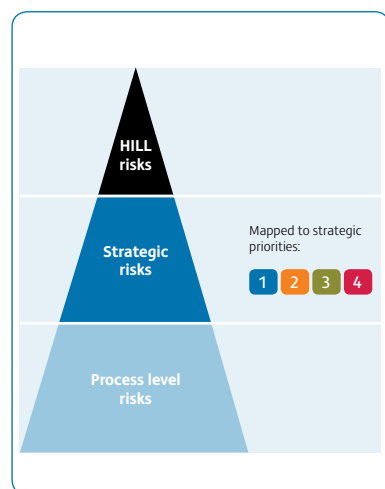 HILL
risks
Strategic
risks
Mapped to strategic
priorities:
1 2 3 4
Process level
risks